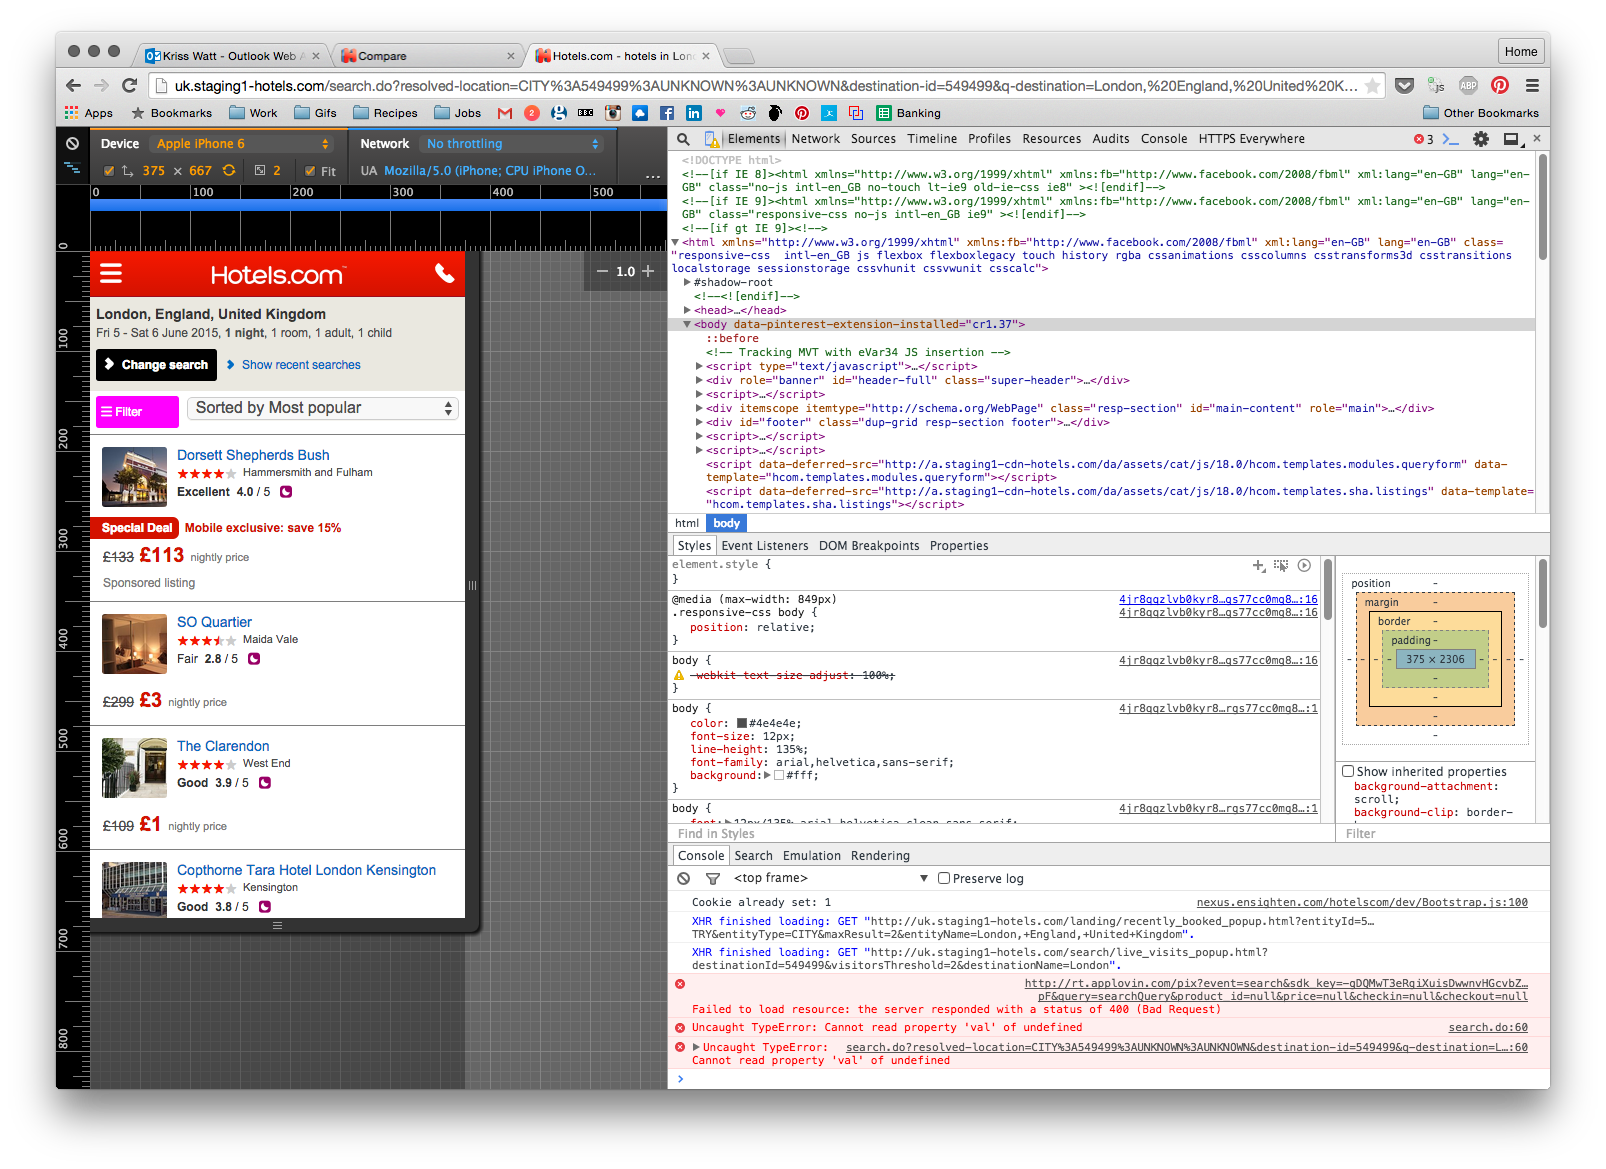 Kriss Watt - Outlook Web A
Compare
Hotels.com - hotels in Lon
Home
uk.staging1-hotels.com/search.do?resolved-location=CITY%3A549499%3AUNKNOWN%3AUNKNOWN&destination-id=549499&q-destination=London,%20England,%20United%20K...
Apps Bookmarks Work Gifs Recipes Jobs Banking Other Bookmarks
Device Apple iPhone 6 Network No throttling
375 × 667 2 Fit UA Mozilla/5.0 (iPhone; CPU iPhone O... ...
0 100 200 300 400 500
0 100 200 300 400 500 600 700 800
Hotels.com
1.0
London, England, United Kingdom
Fri 5 - Sat 6 June 2015, 1 night, 1 room, 1 adult, 1 child
Change search Show recent searches
Filter Sorted by Most popular
Dorsett Shepherds Bush
Hammersmith and Fulham
Excellent 4.0 / 5
Special Deal Mobile exclusive: save 15%
£133 £113 nightly price
Sponsored listing
SO Quartier
Maida Vale
Fair 2.8 / 5
£299 £3 nightly price
The Clarendon
West End
Good 3.9 / 5
£109 £1 nightly price
Copthorne Tara Hotel London Kensington
Kensington
Good 3.8 / 5
Elements Network Sources Timeline Profiles Resources Audits Console HTTPS Everywhere 3
<!DOCTYPE html>
<!--[if IE 8]><html xmlns="http://www.w3.org/1999/xhtml" xmlns:fb="http://www.facebook.com/2008/fbml" xml:lang="en-GB" lang="en-
GB" class="no-js intl-en_GB no-touch lt-ie9 old-ie-css ie8" ><![endif]-->
<!--[if IE 9]><html xmlns="http://www.w3.org/1999/xhtml" xmlns:fb="http://www.facebook.com/2008/fbml" xml:lang="en-GB" lang="en-
GB" class="responsive-css no-js intl-en_GB ie9" ><![endif]-->
<!--[if gt IE 9]><!-->
<html xmlns="http://www.w3.org/1999/xhtml" xmlns:fb="http://www.facebook.com/2008/fbml" xml:lang="en-GB" lang="en-GB" class=
"responsive-css  intl-en_GB js flexbox flexboxlegacy touch history rgba cssanimations csscolumns csstransforms3d csstransitions
localstorage sessionstorage cssvhunit cssvwunit csscalc">
#shadow-root
<!--<![endif]-->
<head>…</head>
<body data-pinterest-extension-installed="cr1.37">
::before
<!-- Tracking MVT with eVar34 JS insertion -->
<script type="text/javascript">…</script>
<div role="banner" id="header-full" class="super-header">…</div>
<script>…</script>
<div itemscope itemtype="http://schema.org/WebPage" class="resp-section" id="main-content" role="main">…</div>
<div id="footer" class="dup-grid resp-section footer">…</div>
<script>…</script>
<script>…</script>
<script data-deferred-src="http://a.staging1-cdn-hotels.com/da/assets/cat/js/18.0/hcom.templates.modules.queryform" data-
template="hcom.templates.modules.queryform"></script>
<script data-deferred-src="http://a.staging1-cdn-hotels.com/da/assets/cat/js/18.0/hcom.templates.sha.listings" data-template=
"hcom.templates.sha.listings"></script>
html body
Styles Event Listeners DOM Breakpoints Properties
element.style {
}
@media (max-width: 849px) 4jr8qgzlvb0kyr8…gs77cc0mg8…:16
.responsive-css body { 4jr8qgzlvb0kyr8…gs77cc0mg8…:16
position: relative;
}
body { 4jr8qgzlvb0kyr8…gs77cc0mg8…:16
-webkit-text-size-adjust: 100%;
}
body { 4jr8qgzlvb0kyr8…rgs77cc0mg8…:1
color: #4e4e4e;
font-size: 12px;
line-height: 135%;
font-family: arial,helvetica,sans-serif;
background: #fff;
}
body { 4jr8qgzlvb0kyr8…rgs77cc0mg8…:1
font: 12px/135% arial,helvetica,clean,sans-serif;
Find in Styles
position -
margin -
border -
padding -
375 × 2306
Show inherited properties
background-attachment:
scroll;
background-clip: border-
Filter
Console Search Emulation Rendering
<top frame> Preserve log
Cookie already set: 1 nexus.ensighten.com/hotelscom/dev/Bootstrap.js:100
XHR finished loading: GET "http://uk.staging1-hotels.com/landing/recently_booked_popup.html?entityId=5…
TRY&entityType=CITY&maxResult=2&entityName=London,+England,+United+Kingdom".
XHR finished loading: GET "http://uk.staging1-hotels.com/search/live_visits_popup.html?
destinationId=549499&visitorsThreshold=2&destinationName=London".
http://rt.applovin.com/pix?event=search&sdk_key=-gDQMwT3eRqiXuisDwwnvHGcvbZ…
pF&query=searchQuery&product_id=null&price=null&checkin=null&checkout=null
Failed to load resource: the server responded with a status of 400 (Bad Request)
Uncaught TypeError: Cannot read property 'val' of undefined search.do:60
Uncaught TypeError: search.do?resolved-location=CITY%3A549499%3AUNKNOWN%3AUNKNOWN&destination-id=549499&q-destination=L…:60
Cannot read property 'val' of undefined